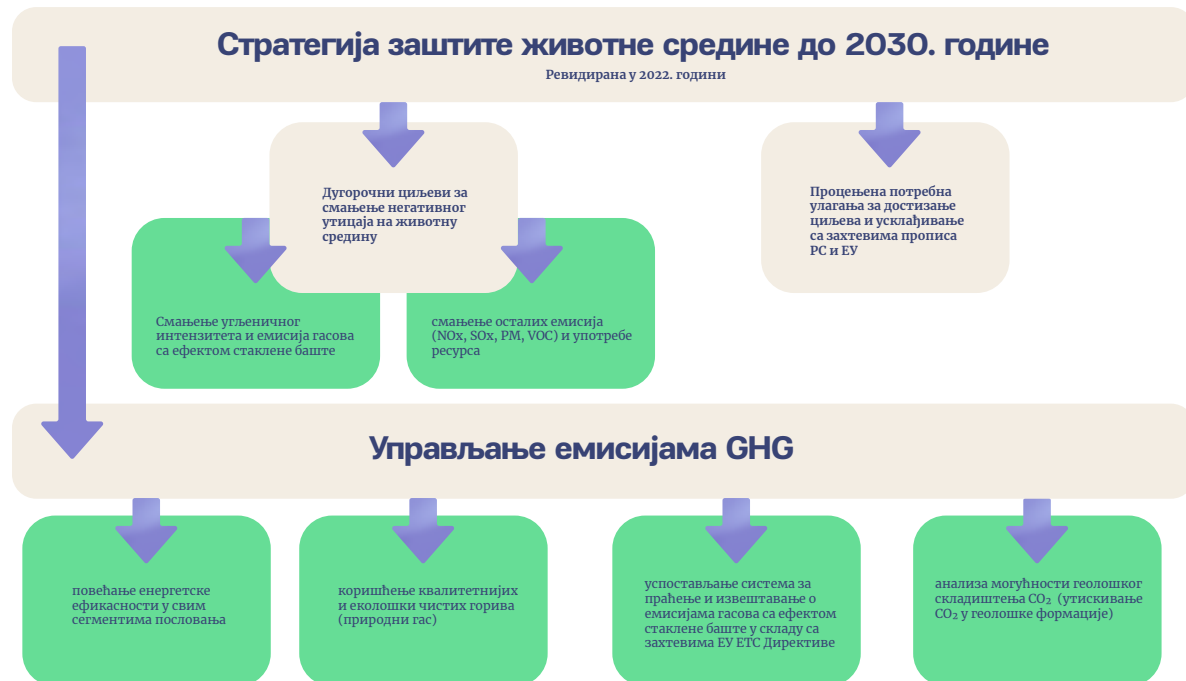 Стратегија заштите животне средине до 2030. године
Ревидирана у 2022. години
Дугорочни циљеви за
смањење негативног
утицаја на животну
средину
Процењена потребна
улагања за достизање
циљева и усклађивање
са захтевима прописа
РС и ЕУ
Смањење угљеничног
интензитета и емисија гасова
са ефектом стаклене баште
смањење осталих емисија
(NOx, SOx, PM, VOC) и употребе
ресурса
Управљање емисијама GHG
повећање енергетске
ефикасности у свим
сегментима пословања
коришћење квалитетнијих
и еколошки чистих горива
(природни гас)
успостављање система за
праћење и извештавање о
емисијама гасова са ефектом
стаклене баште у складу са
захтевима ЕУ ЕТС Директиве
анализа могућности геолошког
складиштења CO₂ (утискивање
CO₂ у геолошке формације)